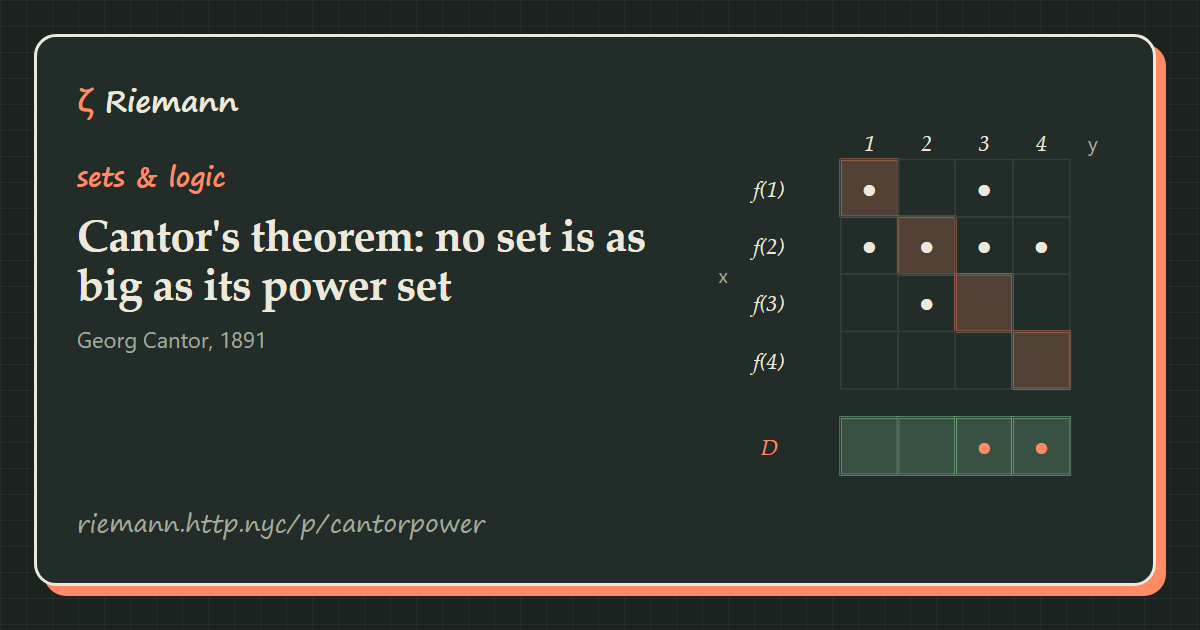 ζ Riemann
sets & logic
Cantor's theorem: no set is as
big as its power set
Georg Cantor, 1891
riemann.http.nyc/p/cantorpower
1 2 3 4 y
f(1)
f(2)
x
f(3)
f(4)
D